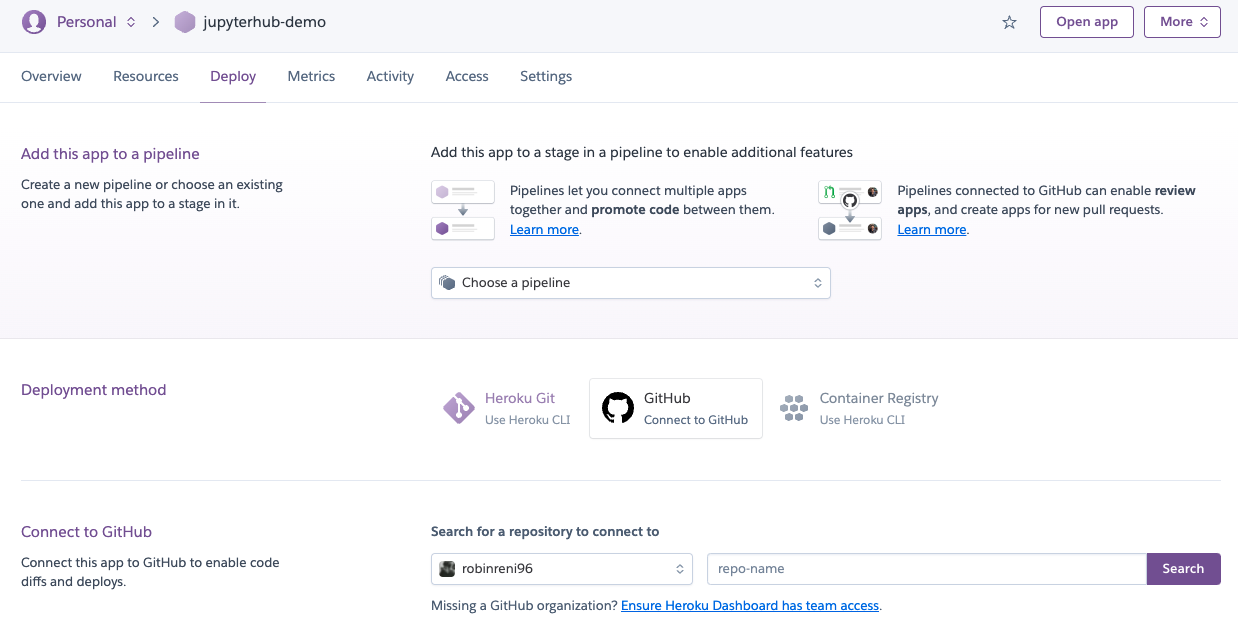 Personal jupyterhub-demo Open app More
Overview Resources Deploy Metrics Activity Access Settings
Add this app to a pipeline
Create a new pipeline or choose an existing
one and add this app to a stage in it.
Add this app to a stage in a pipeline to enable additional features
Pipelines let you connect multiple apps
together and promote code between them.
Learn more.
Pipelines connected to GitHub can enable review
apps, and create apps for new pull requests.
Learn more.
Choose a pipeline
Deployment method
Heroku Git
Use Heroku CLI
GitHub
Connect to GitHub
Container Registry
Use Heroku CLI
Connect to GitHub
Connect this app to GitHub to enable code
diffs and deploys.
Search for a repository to connect to
robinreni96 repo-name Search
Missing a GitHub organization? Ensure Heroku Dashboard has team access.